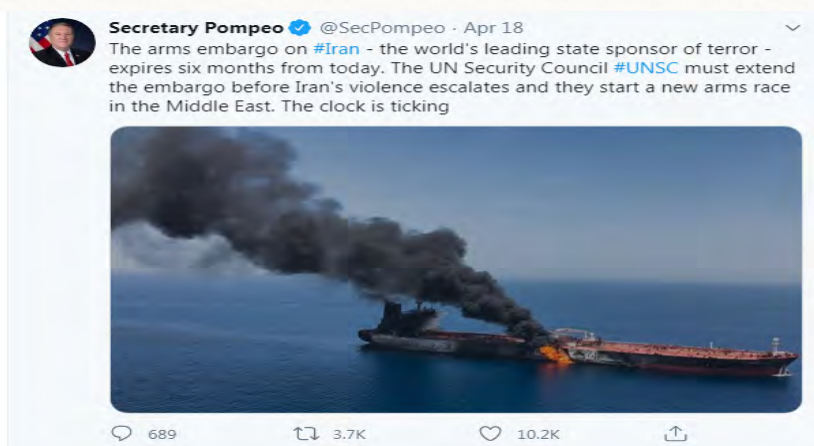 Secretary Pompeo @SecPompeo · Apr 18
The arms embargo on #Iran - the world's leading state sponsor of terror -
expires six months from today. The UN Security Council #UNSC must extend
the embargo before Iran's violence escalates and they start a new arms race
in the Middle East. The clock is ticking
689 3.7K 10.2K